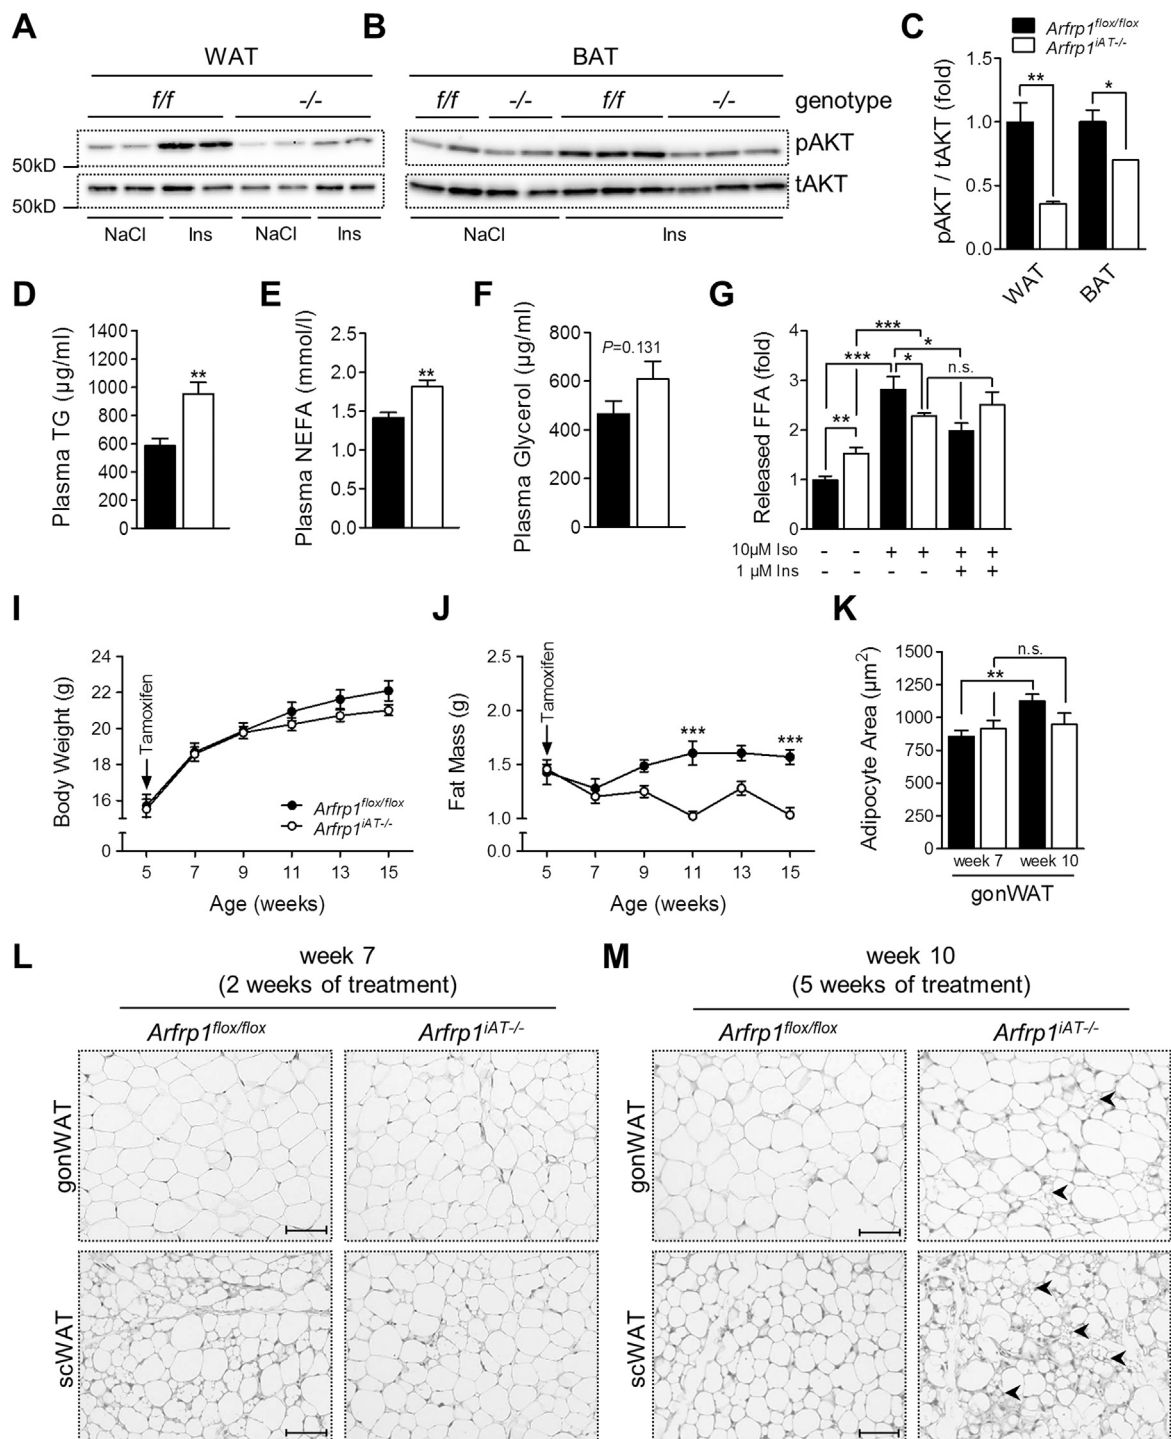 A
WAT
f/f -/-
50kD
50kD
NaCl Ins NaCl Ins
B
BAT
f/f -/- f/f -/- genotype
pAKT
tAKT
NaCl Ins
C
Arfrp1flox/flox
Arfrp1iAT-/-
pAKT / tAKT (fold)
1.5
1.0
0.5
0.0
** *
WAT BAT
D
Plasma TG (µg/ml)
1400
1200
1000
800
600
400
200
0
**
E
Plasma NEFA (mmol/l)
2.5
2.0
1.5
1.0
0.5
0.0
**
F
Plasma Glycerol (µg/ml)
800
600
400
200
0
P=0.131
G
Released FFA (fold)
4
3
2
1
0
***
*** * *
n.s.
**
10µM Iso - - + + + +
1 µM Ins - - - - + +
I
Body Weight (g)
24
22
20
18
16
0
Tamoxifen
Arfrp1flox/flox
Arfrp1iAT-/-
5 7 9 11 13 15
Age (weeks)
J
Fat Mass (g)
2.5
2.0
1.5
1.0
0.0
Tamoxifen
*** ***
5 7 9 11 13 15
Age (weeks)
K
Adipocyte Area (µm2)
1500
1250
1000
750
500
250
0
n.s.
**
week 7 week 10
gonWAT
L
week 7
(2 weeks of treatment)
Arfrp1flox/flox Arfrp1iAT-/-
gonWAT
scWAT
M
week 10
(5 weeks of treatment)
Arfrp1flox/flox Arfrp1iAT-/-
gonWAT
scWAT